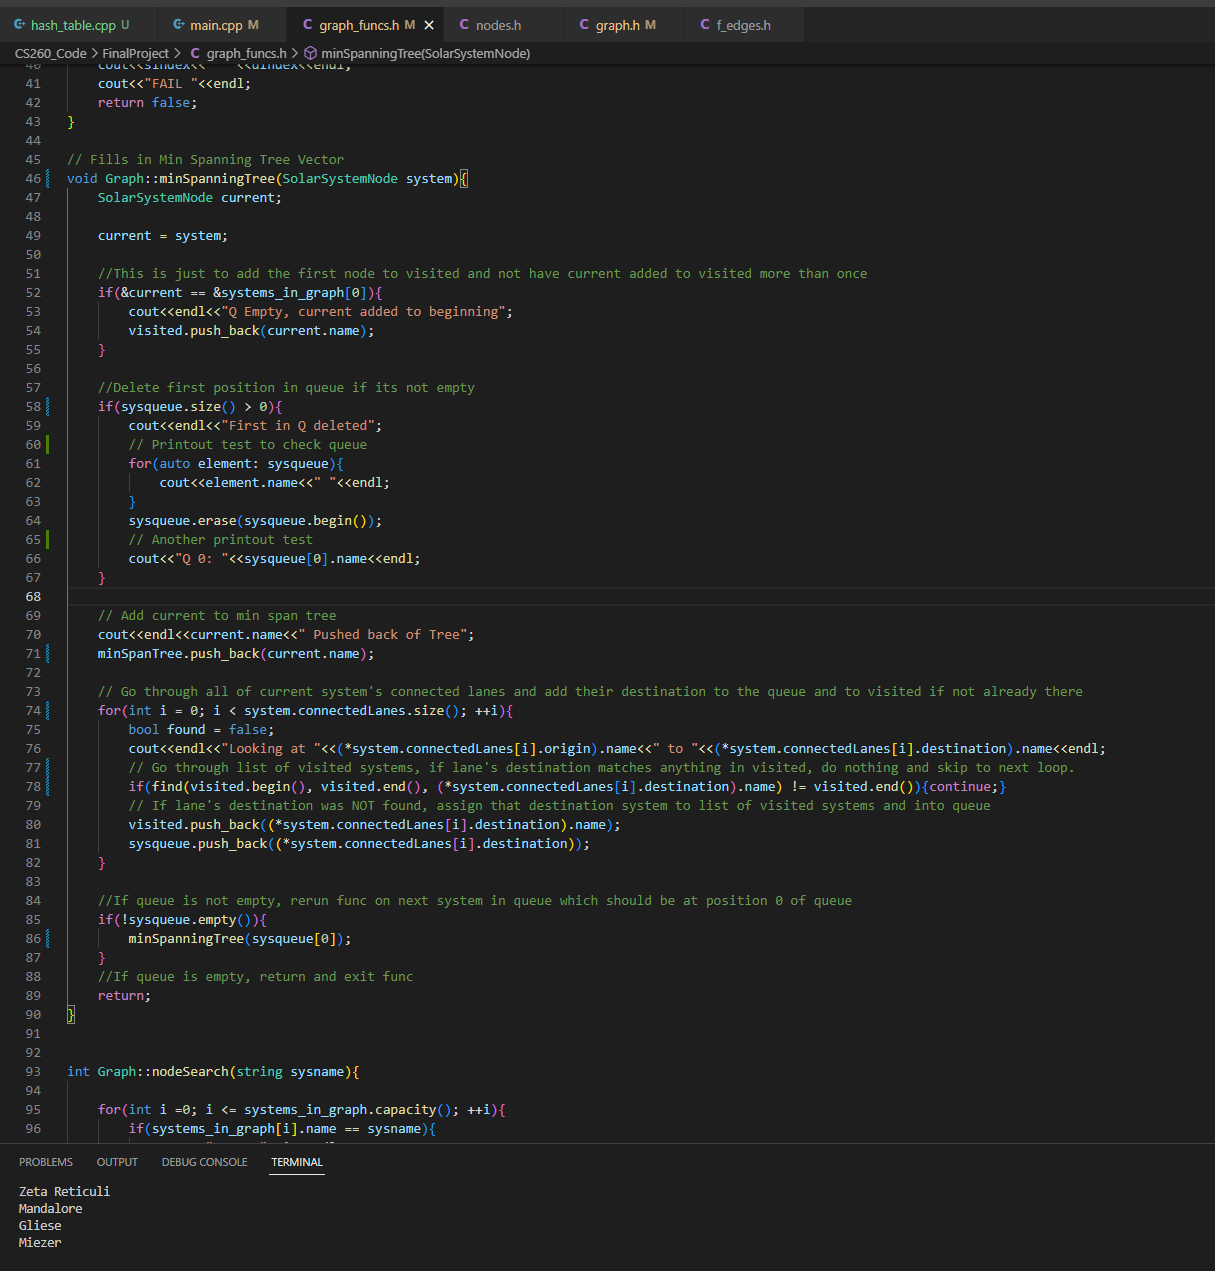 hash_table.cpp U main.cpp M graph_funcs.h M nodes.h graph.h M f_edges.h
CS260_Code > FinalProject > C graph_funcs.h > minSpanningTree(SolarSystemNode)
41 cout<<"FAIL "<<endl;
42 return false;
43 }
44
45 // Fills in Min Spanning Tree Vector
46 void Graph::minSpanningTree(SolarSystemNode system){
47 SolarSystemNode current;
48
49 current = system;
50
51 //This is just to add the first node to visited and not have current added to visited more than once
52 if(&current == &systems_in_graph[0]){
53 cout<<endl<<"Q Empty, current added to beginning";
54 visited.push_back(current.name);
55 }
56
57 //Delete first position in queue if its not empty
58 if(sysqueue.size() > 0){
59 cout<<endl<<"First in Q deleted";
60 // Printout test to check queue
61 for(auto element: sysqueue){
62 cout<<element.name<<" "<<endl;
63 }
64 sysqueue.erase(sysqueue.begin());
65 // Another printout test
66 cout<<"Q 0: "<<sysqueue[0].name<<endl;
67 }
68
69 // Add current to min span tree
70 cout<<endl<<current.name<<" Pushed back of Tree";
71 minSpanTree.push_back(current.name);
72
73 // Go through all of current system's connected lanes and add their destination to the queue and to visited if not already there
74 for(int i = 0; i < system.connectedLanes.size(); ++i){
75 bool found = false;
76 cout<<endl<<"Looking at "<<(*system.connectedLanes[i].origin).name<<" to "<<(*system.connectedLanes[i].destination).name<<endl;
77 // Go through list of visited systems, if lane's destination matches anything in visited, do nothing and skip to next loop.
78 if(find(visited.begin(), visited.end(), (*system.connectedLanes[i].destination).name) != visited.end()){continue;}
79 // If lane's destination was NOT found, assign that destination system to list of visited systems and into queue
80 visited.push_back((*system.connectedLanes[i].destination).name);
81 sysqueue.push_back((*system.connectedLanes[i].destination));
82 }
83
84 //If queue is not empty, rerun func on next system in queue which should be at position 0 of queue
85 if(!sysqueue.empty()){
86 minSpanningTree(sysqueue[0]);
87 }
88 //If queue is empty, return and exit func
89 return;
90 }
91
92
93 int Graph::nodeSearch(string sysname){
94
95 for(int i =0; i <= systems_in_graph.capacity(); ++i){
96 if(systems_in_graph[i].name == sysname){
PROBLEMS OUTPUT DEBUG CONSOLE TERMINAL
Zeta Reticuli
Mandalore
Gliese
Miezer